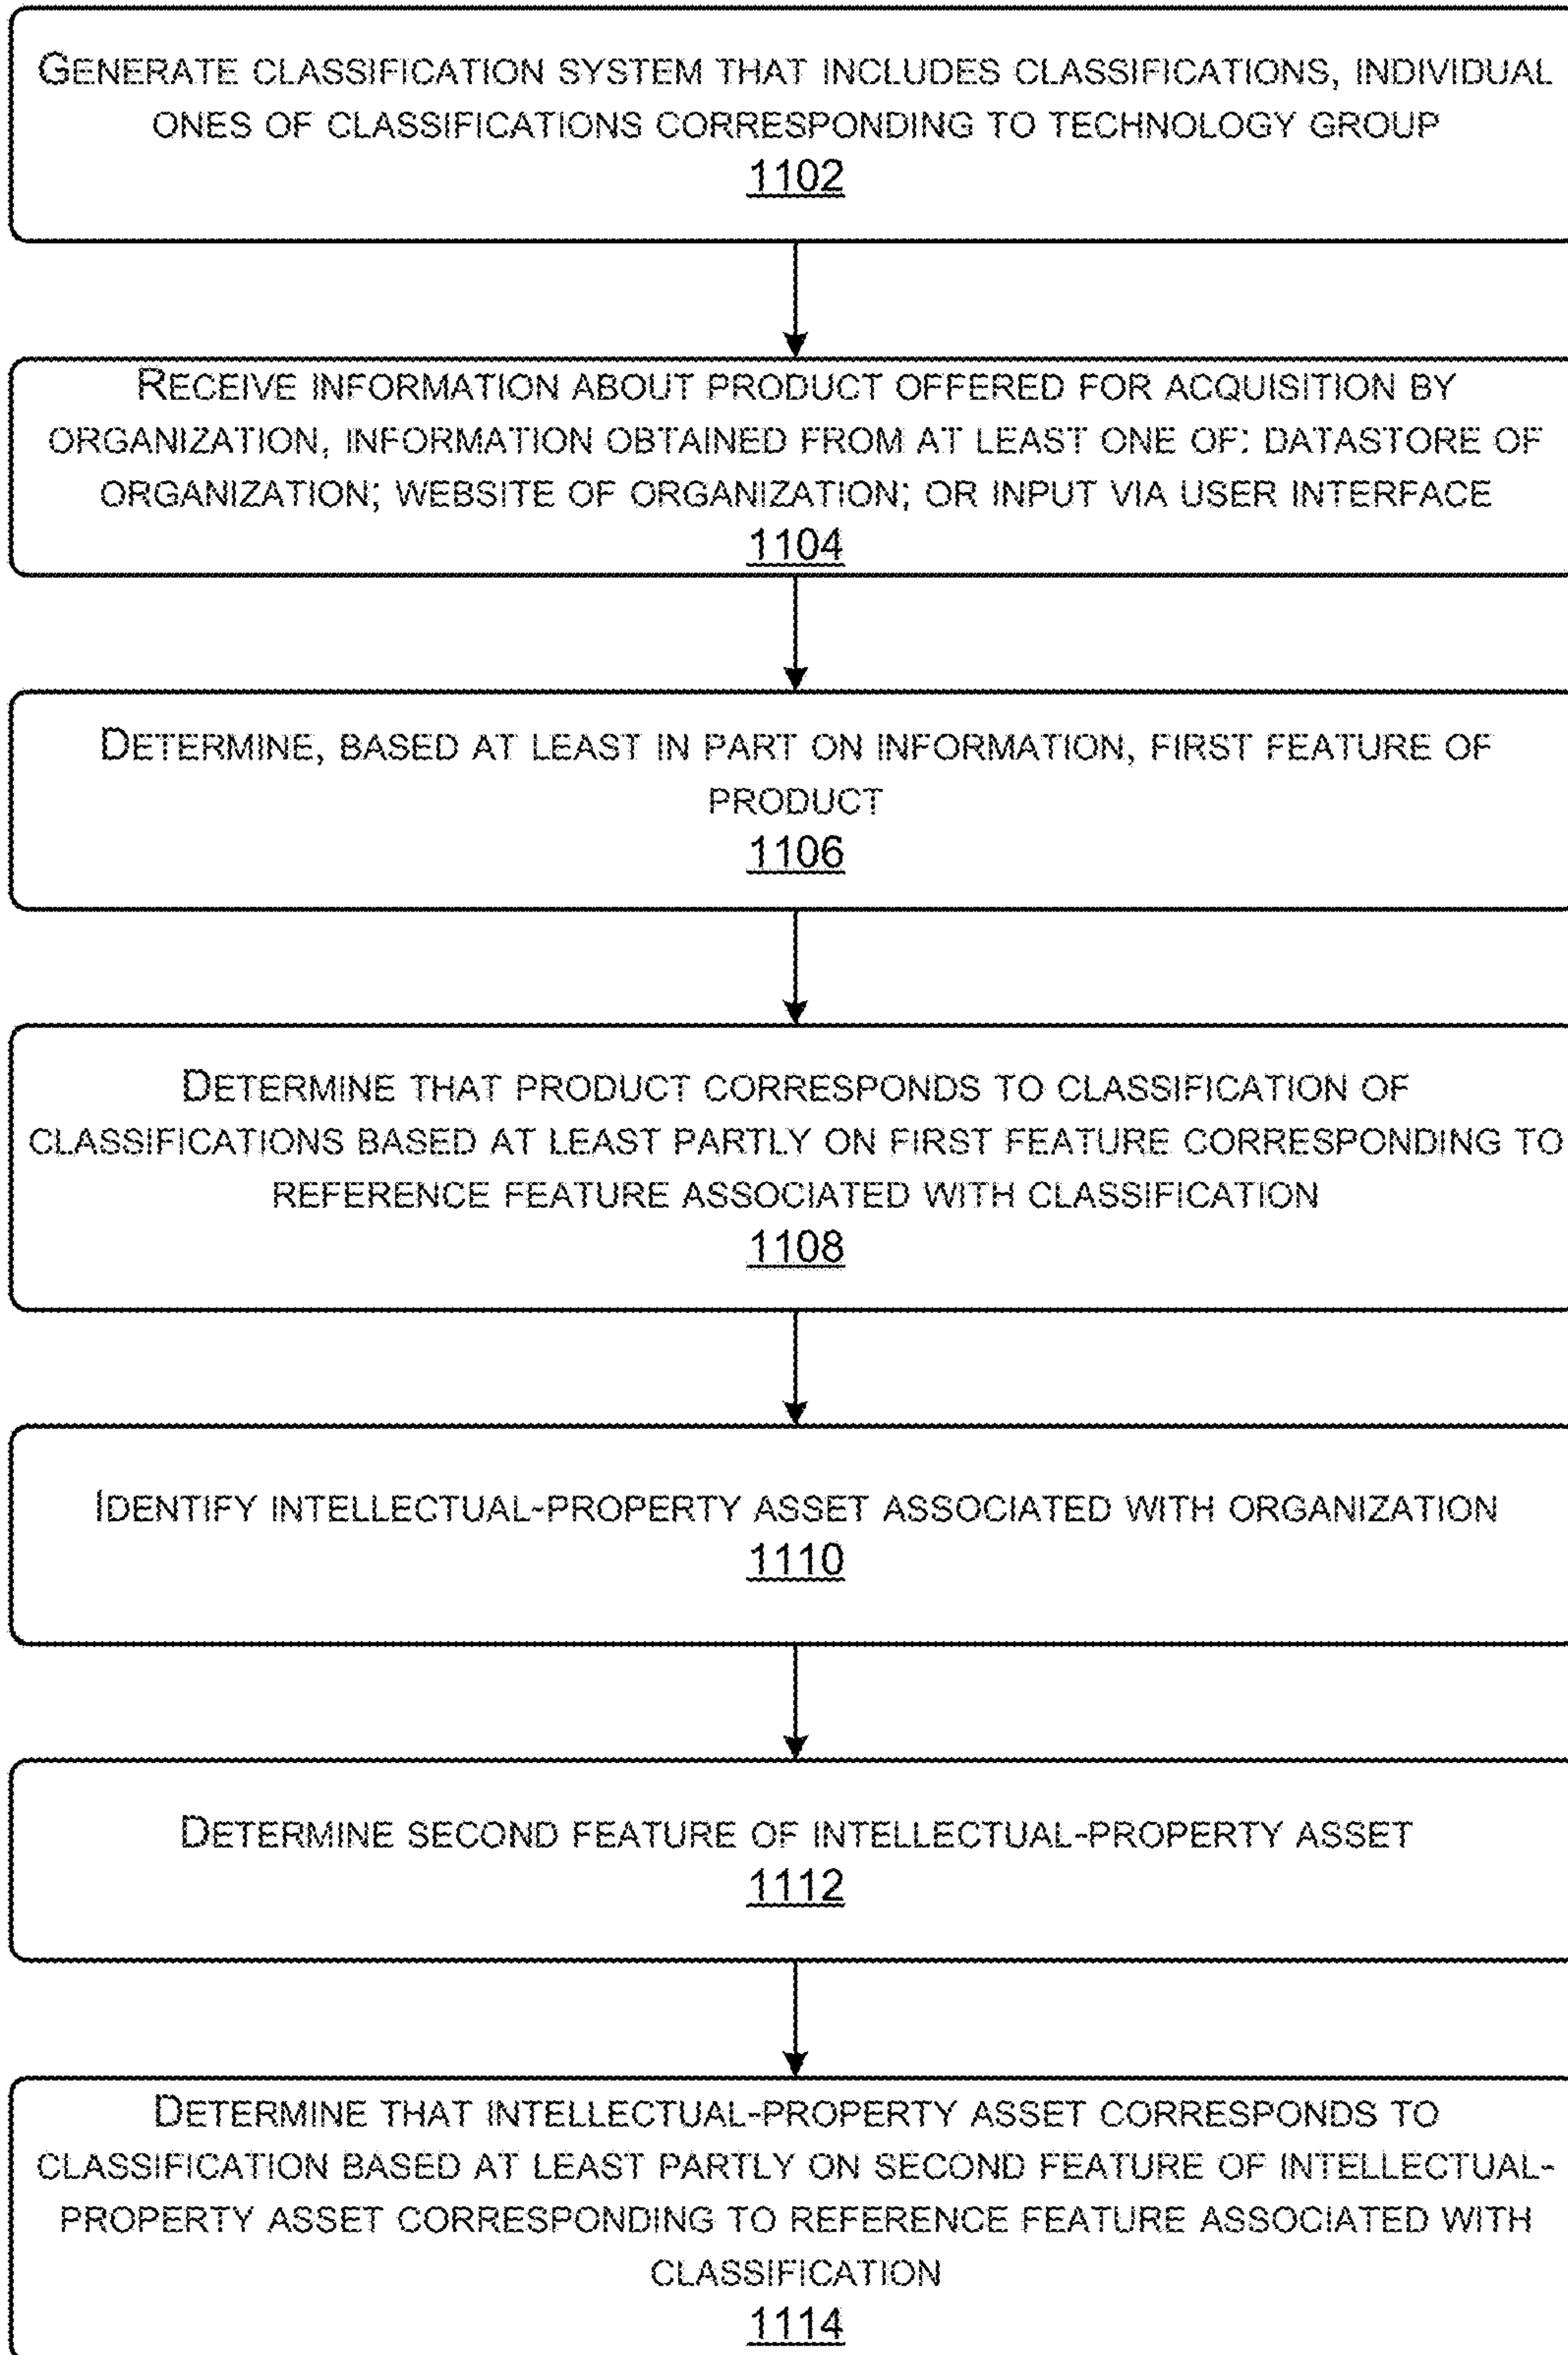 GENERATE CLASSIFICATION SYSTEM THAT INCLUDES CLASSIFICATIONS, INDIVIDUAL
ONES OF CLASSIFICATIONS CORRESPONDING TO TECHNOLOGY GROUP
1102
RECEIVE INFORMATION ABOUT PRODUCT OFFERED FOR ACQUISITION BY
ORGANIZATION, INFORMATION OBTAINED FROM AT LEAST ONE OF: DATASTORE OF
ORGANIZATION; WEBSITE OF ORGANIZATION; OR INPUT VIA USER INTERFACE
1104
DETERMINE, BASED AT LEAST IN PART ON INFORMATION, FIRST FEATURE OF
PRODUCT
1106
DETERMINE THAT PRODUCT CORRESPONDS TO CLASSIFICATION OF
CLASSIFICATIONS BASED AT LEAST PARTLY ON FIRST FEATURE CORRESPONDING TO
REFERENCE FEATURE ASSOCIATED WITH CLASSIFICATION
1108
IDENTIFY INTELLECTUAL-PROPERTY ASSET ASSOCIATED WITH ORGANIZATION
1110
DETERMINE SECOND FEATURE OF INTELLECTUAL-PROPERTY ASSET
1112
DETERMINE THAT INTELLECTUAL-PROPERTY ASSET CORRESPONDS TO
CLASSIFICATION BASED AT LEAST PARTLY ON SECOND FEATURE OF INTELLECTUAL-
PROPERTY ASSET CORRESPONDING TO REFERENCE FEATURE ASSOCIATED WITH
CLASSIFICATION
1114